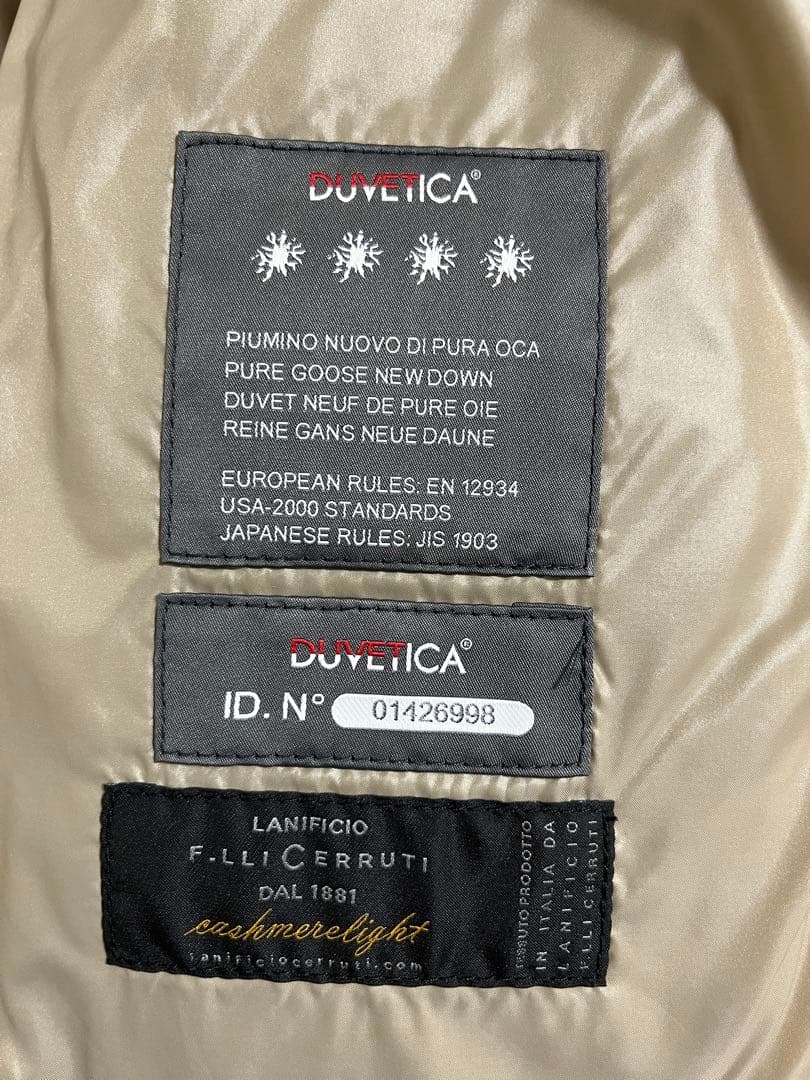 DUVETICA®
PIUMINO NUOVO DI PURA OCA
PURE GOOSE NEW DOWN
DUVET NEUF DE PURE OIE
REINE GANS NEUE DAUNE
EUROPEAN RULES: EN 12934
USA-2000 STANDARDS
JAPANESE RULES: JIS 1903
DUVETICA®
ID. N° 01426998
LANIFICIO
F.LLI CERRUTI
DAL 1881
cashmerelight
lanificiocerruti.com
TESSUTO PRODOTTO
IN ITALIA DA
LANIFICIO
F.LLI CERRUTI